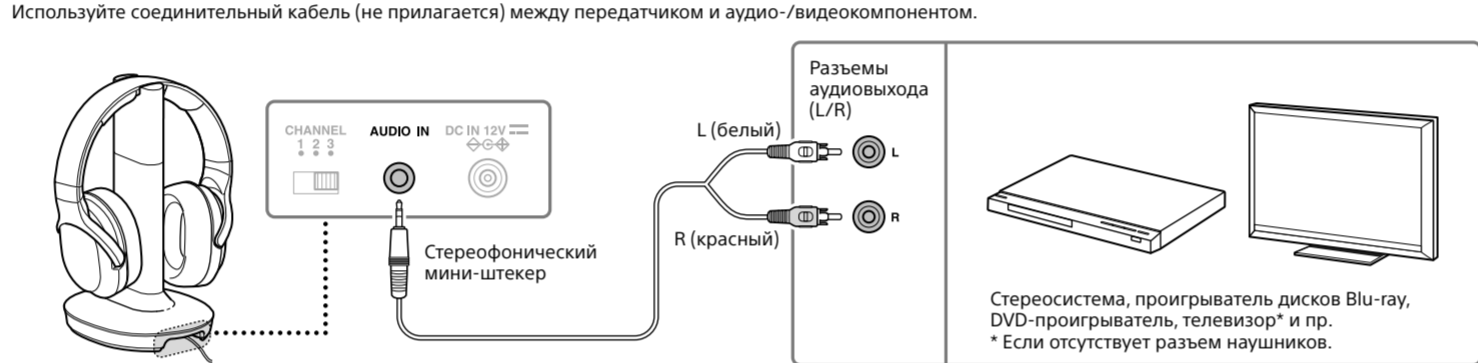 Используйте соединительный кабель (не прилагается) между передатчиком и аудио-/видеокомпонентом.
CHANNEL
1 2 3
AUDIO IN
DC IN 12V
Стереофонический
мини-штекер
L (белый)
R (красный)
Разъемы
аудиовыхода
(L/R)
L
R
Стереосистема, проигрыватель дисков Blu-ray,
DVD-проигрыватель, телевизор* и пр.
* Если отсутствует разъем наушников.